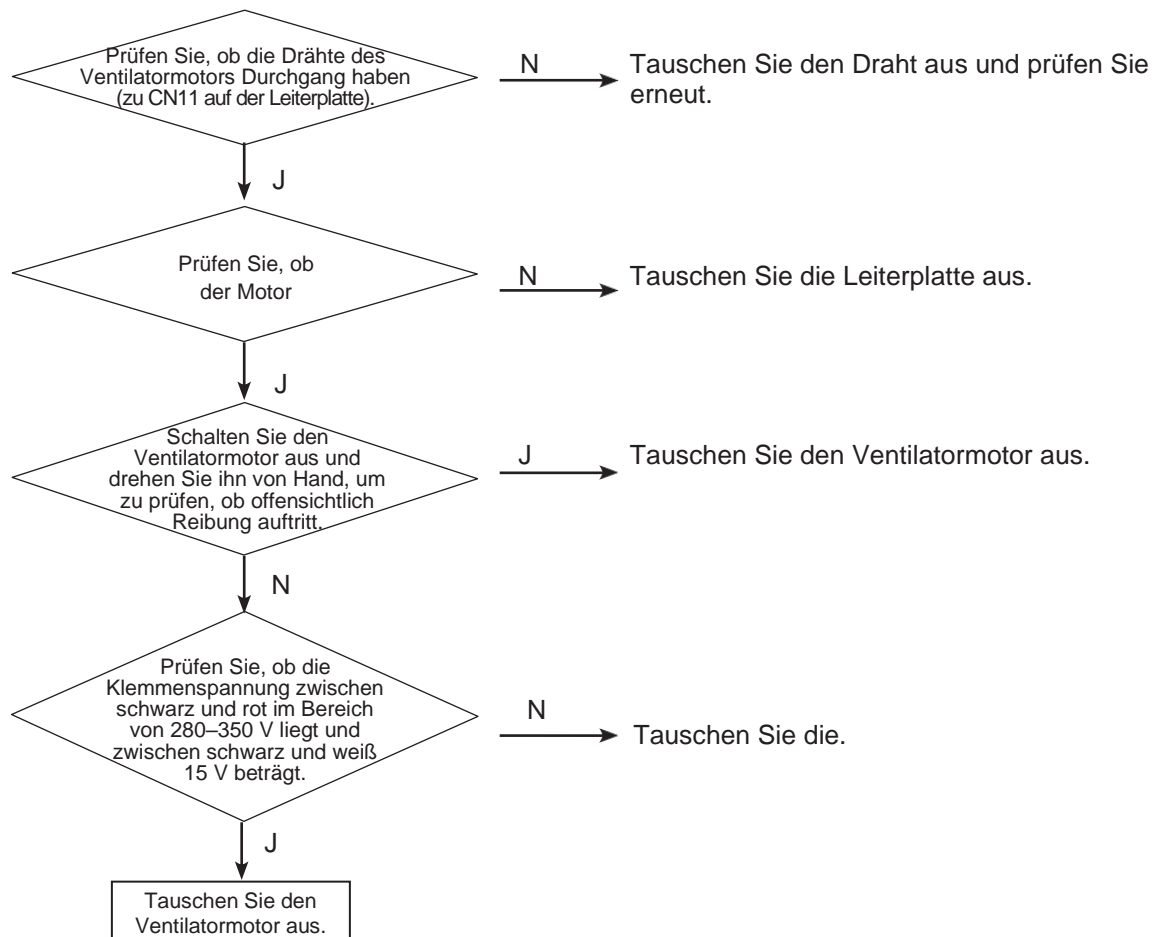 Prüfen Sie, ob die Drähte des
Ventilatormotors Durchgang haben
(zu CN11 auf der Leiterplatte).
N
Tauschen Sie den Draht aus und prüfen Sie
erneut.
J
Prüfen Sie, ob
der Motor
N
Tauschen Sie die Leiterplatte aus.
J
Schalten Sie den
Ventilatormotor aus und
drehen Sie ihn von Hand, um
zu prüfen, ob offensichtlich
Reibung auftritt.
J
Tauschen Sie den Ventilatormotor aus.
N
Prüfen Sie, ob die
Klemmenspannung zwischen
schwarz und rot im Bereich
von 280–350 V liegt und
zwischen schwarz und weiß
15 V beträgt.
N
Tauschen Sie die.
J
Tauschen Sie den
Ventilatormotor aus.